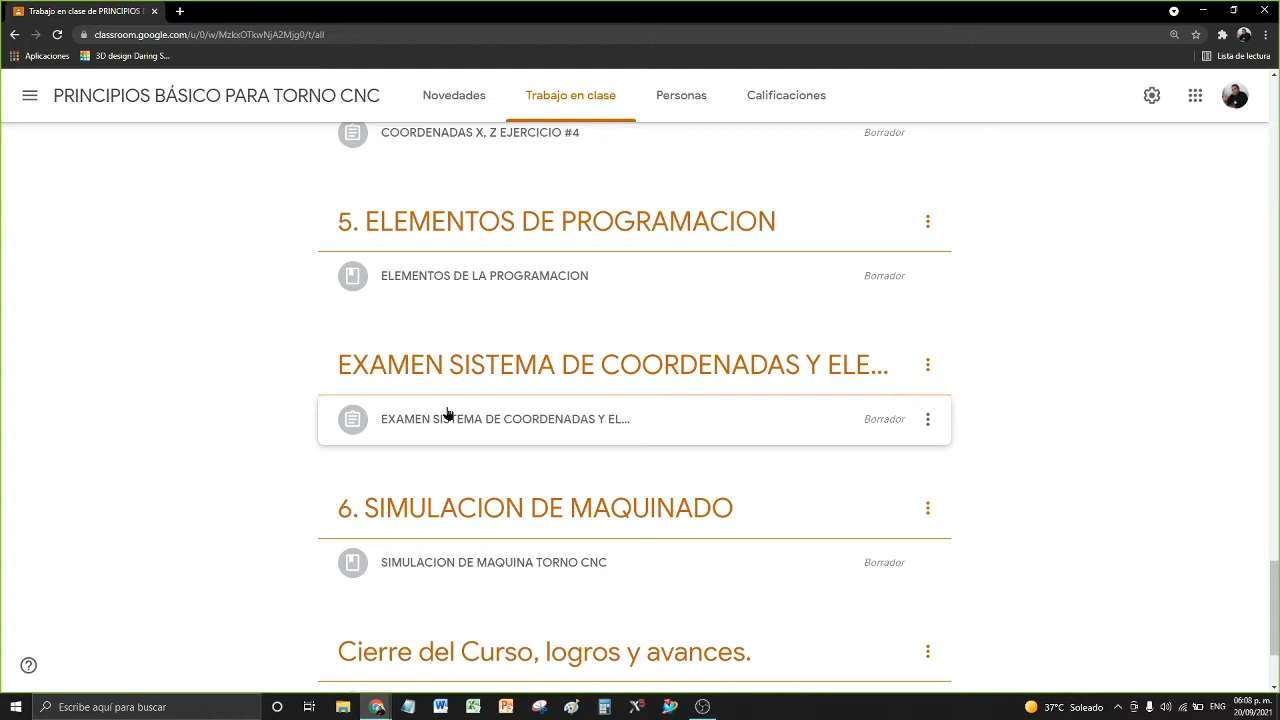 Trabajo en clase de PRINCIPIOS E
classroom.google.com/u/0/w/MzkxOTkwNjA2Mjg0/t/all
Aplicaciones
3D design Daring S...
Lista de lectura
PRINCIPIOS BÁSICO PARA TORNO CNC
Novedades
Trabajo en clase
Personas
Calificaciones
COORDENADAS X, Z EJERCICIO #4
Borrador
5. ELEMENTOS DE PROGRAMACION
ELEMENTOS DE LA PROGRAMACION
Borrador
EXAMEN SISTEMA DE COORDENADAS Y ELE...
EXAMEN SISTEMA DE COORDENADAS Y EL...
Borrador
6. SIMULACION DE MAQUINADO
SIMULACION DE MAQUINA TORNO CNC
Borrador
Cierre del Curso, logros y avances.
Escribe aquí para buscar
37°C Soleado
ENG
06:08 p. m.
20/09/2021